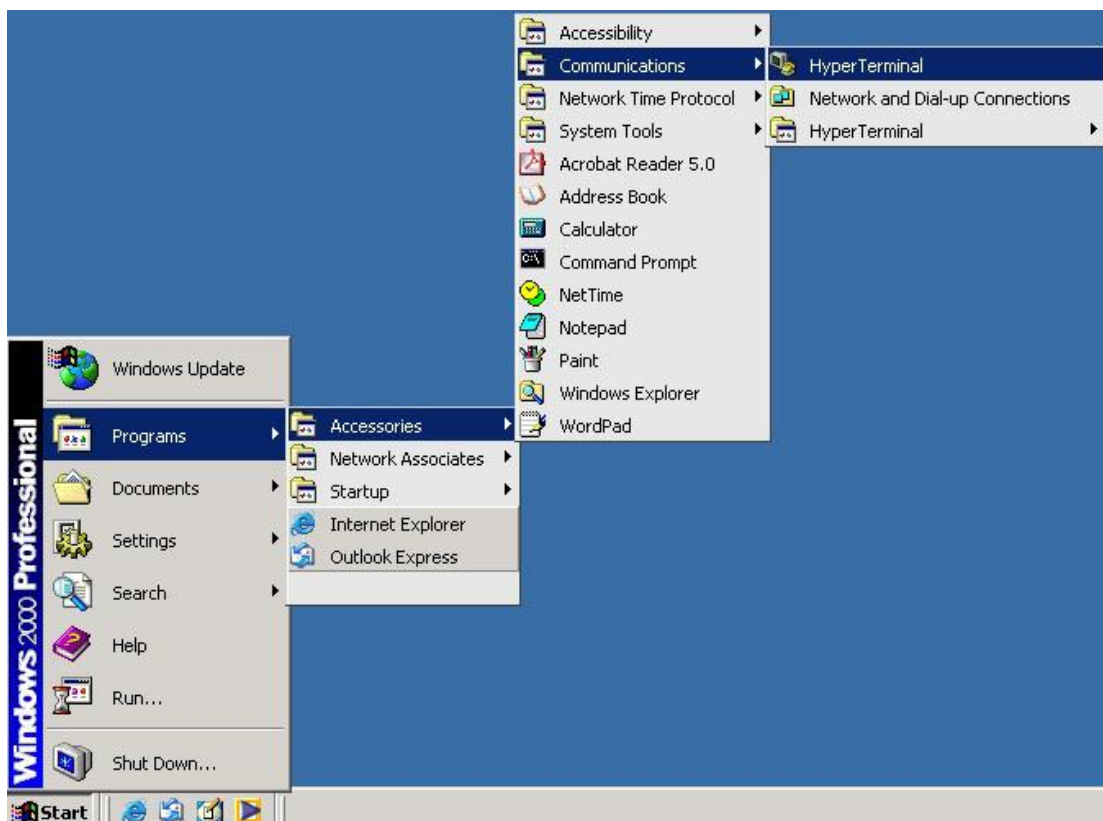 Accessibility
Communications
Network Time Protocol
System Tools
Acrobat Reader 5.0
Address Book
Calculator
Command Prompt
NetTime
Notepad
Paint
Windows Explorer
WordPad
HyperTerminal
Network and Dial-up Connections
HyperTerminal
Windows Update
Programs
Documents
Settings
Search
Help
Run...
Shut Down...
Accessories
Network Associates
Startup
Internet Explorer
Outlook Express
Windows 2000 Professional
Start